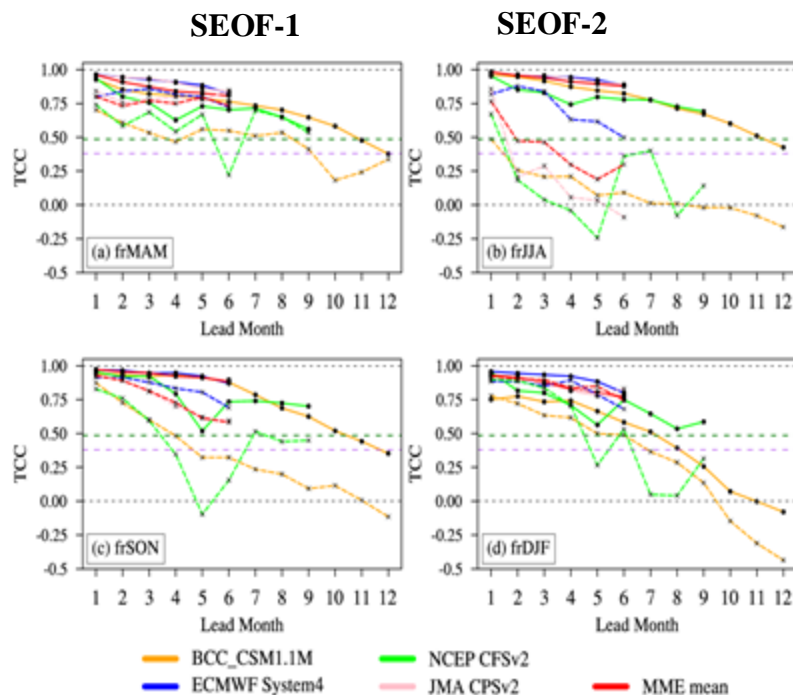 SEOF-1 SEOF-2
1.00
0.75
0.50
0.25
0.00
-0.25
-0.5
TCC
(a) frMAM
1 2 3 4 5 6 7 8 9 10 11 12
Lead Month
1.00
0.75
0.50
0.25
0.00
-0.25
-0.5
TCC
(b) frJJA
1 2 3 4 5 6 7 8 9 10 11 12
Lead Month
1.00
0.75
0.50
0.25
0.00
-0.25
-0.5
TCC
(c) frSON
1 2 3 4 5 6 7 8 9 10 11 12
Lead Month
1.00
0.75
0.50
0.25
0.00
-0.25
-0.5
TCC
(d) frDJF
1 2 3 4 5 6 7 8 9 10 11 12
Lead Month
BCC_CSM1.1M NCEP CFSv2
ECMWF System4 JMA CPSv2 MME mean